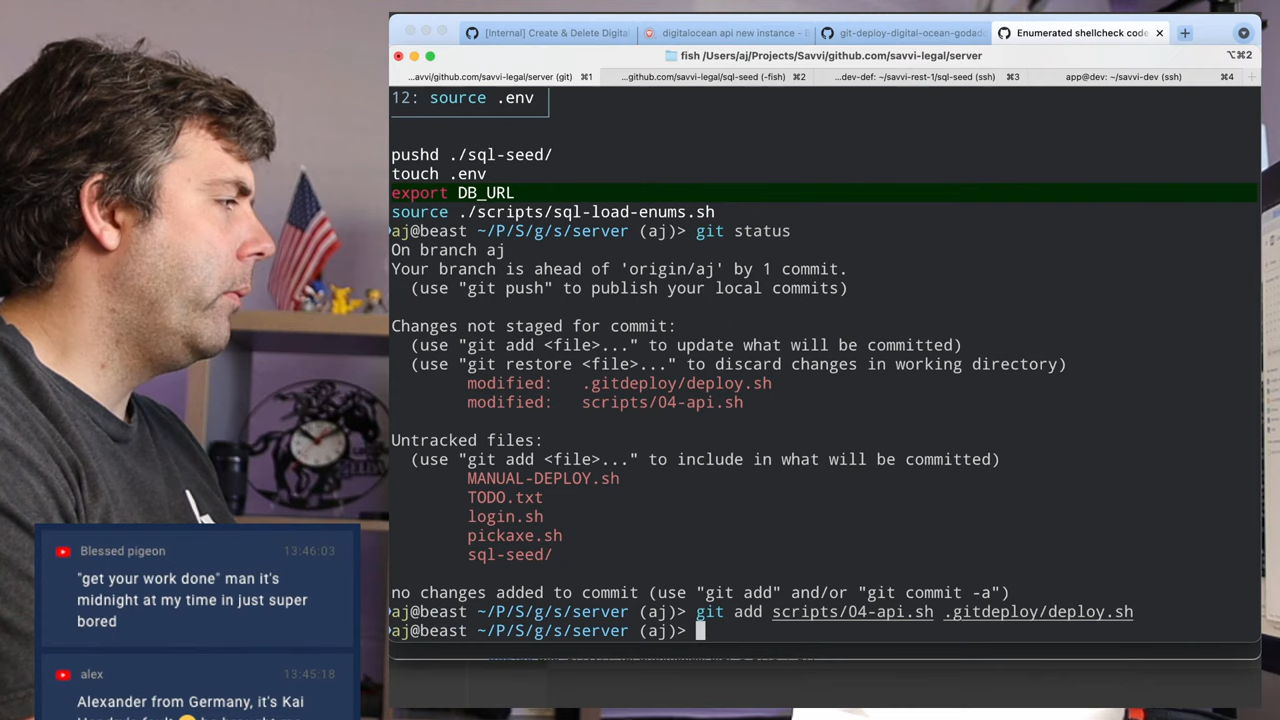 [Internal] Create & Delete Digital
digitalocean api new instance - B
git-deploy-digital-ocean-godad
Enumerated shellcheck code
fish /Users/aj/Projects/Savvi/github.com/savvi-legal/server
⌥⌘2
...avvi/github.com/savvi-legal/server (git) ⌘1
...github.com/savvi-legal/sql-seed (-fish) ⌘2
...dev-def: ~/savvi-rest-1/sql-seed (ssh) ⌘3
app@dev: ~/savvi-dev (ssh) ⌘4
12: source .env
pushd ./sql-seed/
touch .env
export DB_URL
source ./scripts/sql-load-enums.sh
aj@beast ~/P/S/g/s/server (aj)> git status
On branch aj
Your branch is ahead of 'origin/aj' by 1 commit.
(use "git push" to publish your local commits)
Changes not staged for commit:
(use "git add <file>..." to update what will be committed)
(use "git restore <file>..." to discard changes in working directory)
modified: .gitdeploy/deploy.sh
modified: scripts/04-api.sh
Untracked files:
(use "git add <file>..." to include in what will be committed)
MANUAL-DEPLOY.sh
TODO.txt
login.sh
pickaxe.sh
sql-seed/
no changes added to commit (use "git add" and/or "git commit -a")
aj@beast ~/P/S/g/s/server (aj)> git add scripts/04-api.sh .gitdeploy/deploy.sh
aj@beast ~/P/S/g/s/server (aj)>
Blessed pigeon 13:46:03
"get your work done" man it's
midnight at my time in just super
bored
alex 13:45:18
Alexander from Germany, it's Kai